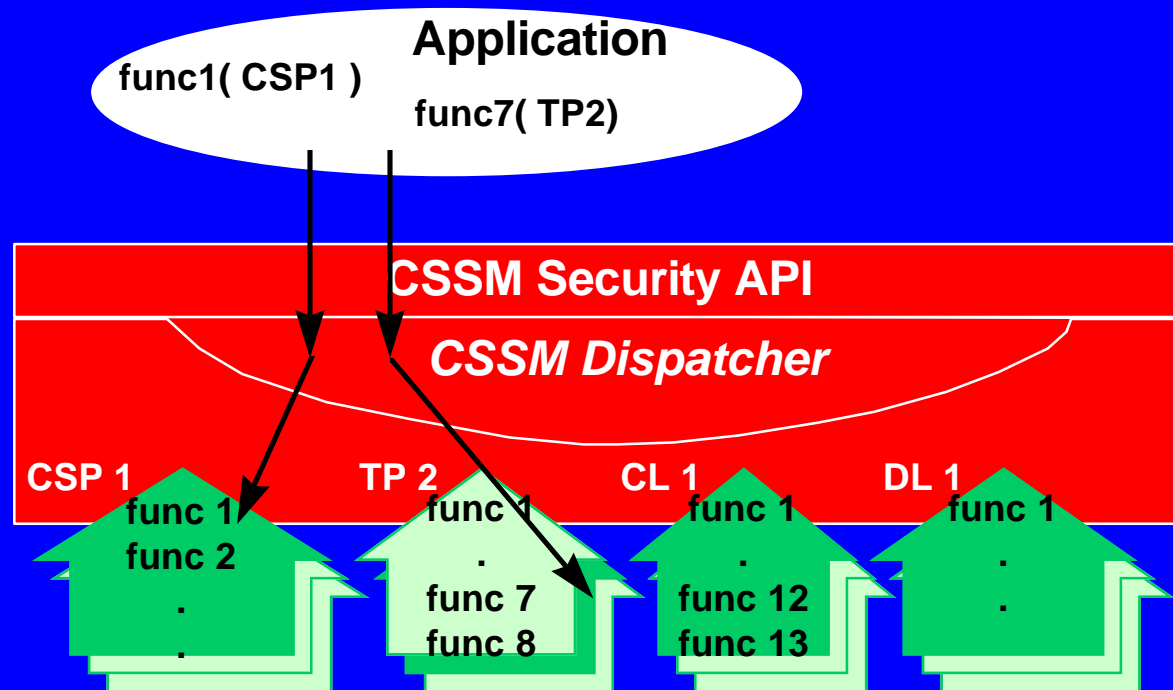 Application
func1( CSP1 )
func7( TP2)
CSSM Security API
CSSM Dispatcher
CSP 1
func 1
func 2
.
.
TP 2
func 1
.
func 7
func 8
CL 1
func 1
.
func 12
func 13
DL 1
func 1
.
.